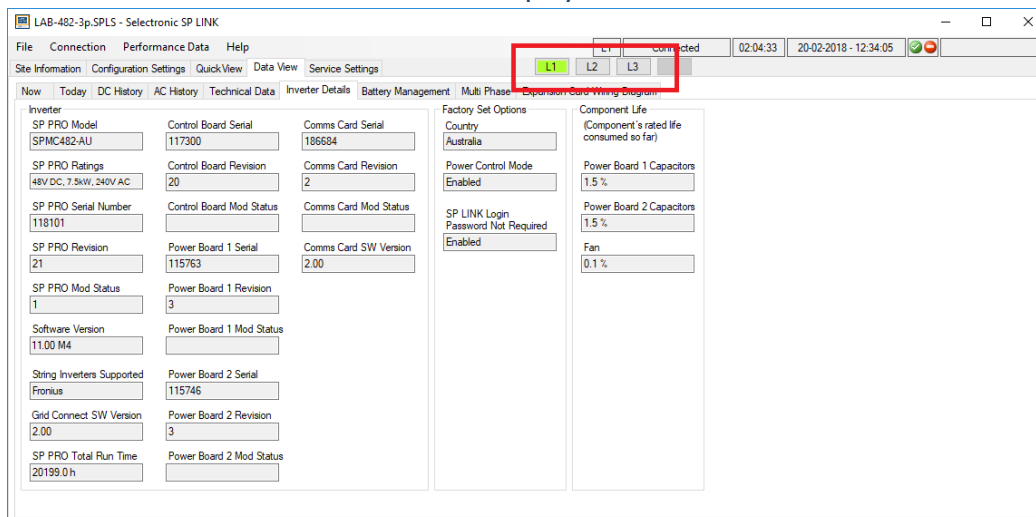 LAB-482-3p.SPLS - Selectronic SP LINK
File Connection Performance Data Help L1 Connected 02:04:33 20-02-2018 - 12:34:05
Site Information Configuration Settings QuickView Data View Service Settings L1 L2 L3
Now Today DC History AC History Technical Data Inverter Details Battery Management Multi Phase Expansion Card Wiring Diagram
Inverter Factory Set Options Component Life
SP PRO Model Control Board Serial Comms Card Serial Country (Component's rated life
consumed so far)
SPMC482-AU 117300 186684 Australia
SP PRO Ratings Control Board Revision Comms Card Revision Power Control Mode Power Board 1 Capacitors
48V DC, 7.5kW, 240V AC 20 2 Enabled 1.5 %
SP PRO Serial Number Control Board Mod Status Comms Card Mod Status SP LINK Login Power Board 2 Capacitors
Password Not Required
118101 1.5 %
SP PRO Revision Power Board 1 Serial Comms Card SW Version Enabled Fan
21 115763 2.00 0.1 %
SP PRO Mod Status Power Board 1 Revision
1 3
Software Version Power Board 1 Mod Status
11.00 M4
String Inverters Supported Power Board 2 Serial
Fronius 115746
Grid Connect SW Version Power Board 2 Revision
2.00 3
SP PRO Total Run Time Power Board 2 Mod Status
20199.0 h